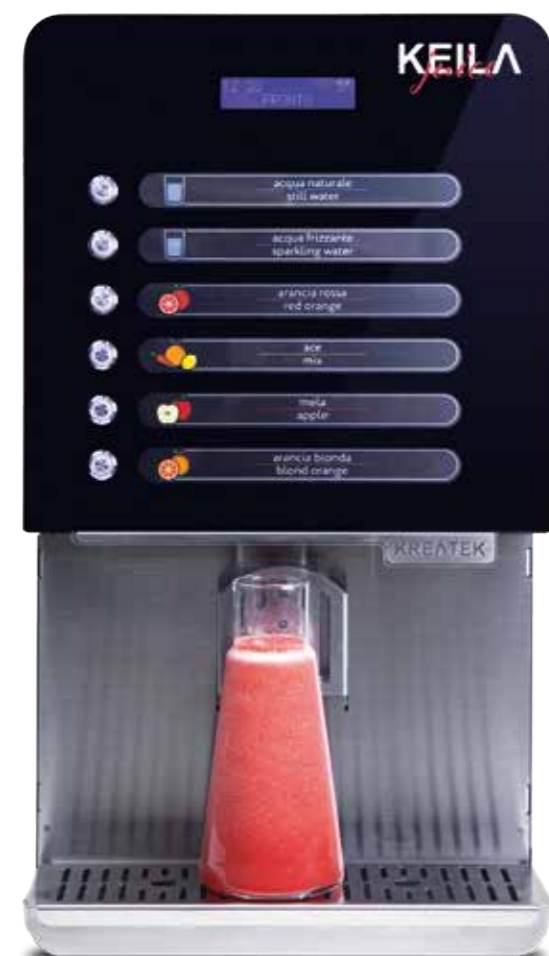 KEILA
juice
PRONTO
acqua naturale
still water
acqua frizzante
sparkling water
arancia rossa
red orange
ace
mix
mela
apple
arancia bionda
blond orange
KREATEK